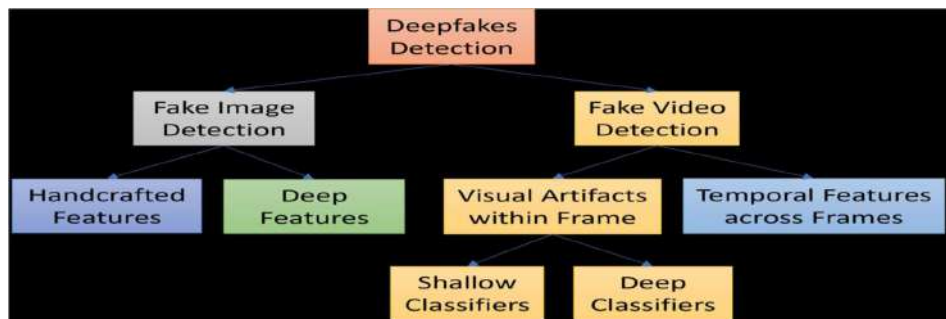 Deepfakes
Detection
Fake Image
Detection
Fake Video
Detection
Handcrafted
Features
Deep
Features
Visual Artifacts
within Frame
Temporal Features
across Frames
Shallow
Classifiers
Deep
Classifiers